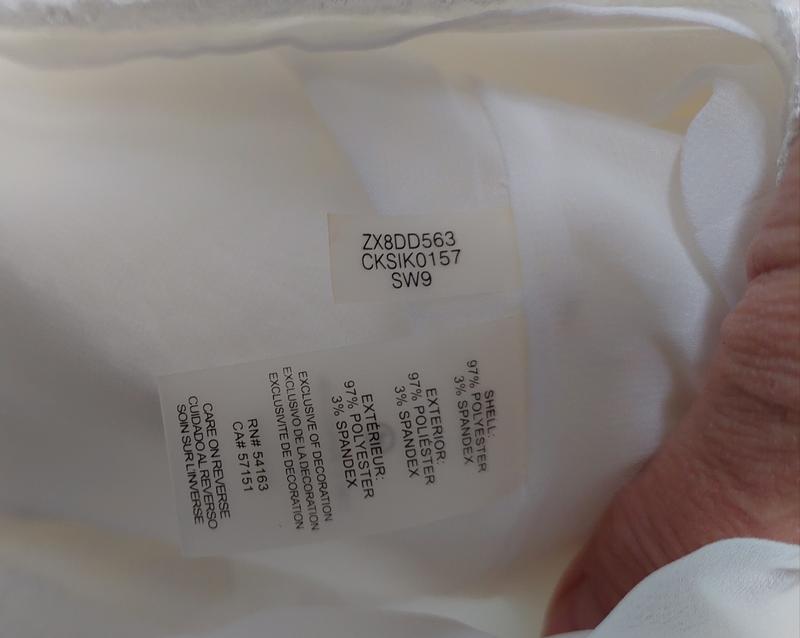 ZX8DD563
CKSIK0157
SW9
SHELL:
97% POLYESTER
3% SPANDEX
EXTERIOR:
97% POLIÉSTER
3% SPANDEX
EXTÉRIEUR:
97% POLYESTER
3% SPANDEX
EXCLUSIVE OF DECORATION
EXCLUSIVO DE LA DECORATION
EXCLUSIVITE DE DECORATION
RN# 54163
CA# 57151
CARE ON REVERSE
CUIDADO AL REVERSO
SOIN SUR L'INVERSE